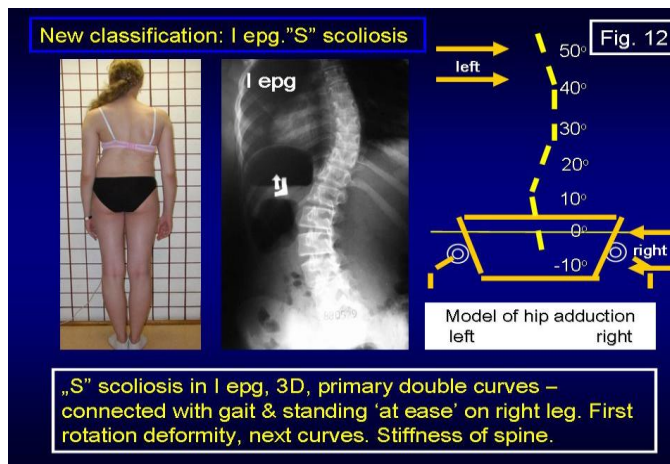 New classification: I epg."S" scoliosis
Fig. 12
I epg
left
50°
40°
30°
20°
10°
0°
-10°
right
Model of hip adduction
left right
„S” scoliosis in I epg, 3D, primary double curves –
connected with gait & standing ‘at ease’ on right leg. First
rotation deformity, next curves. Stiffness of spine.